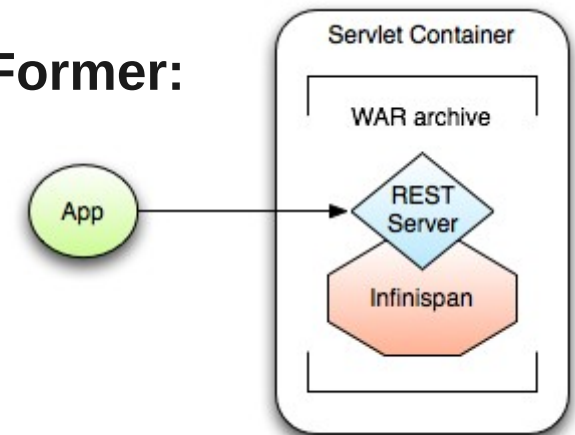 Former:
Servlet Container
WAR archive
App
REST
Server
Infinispan